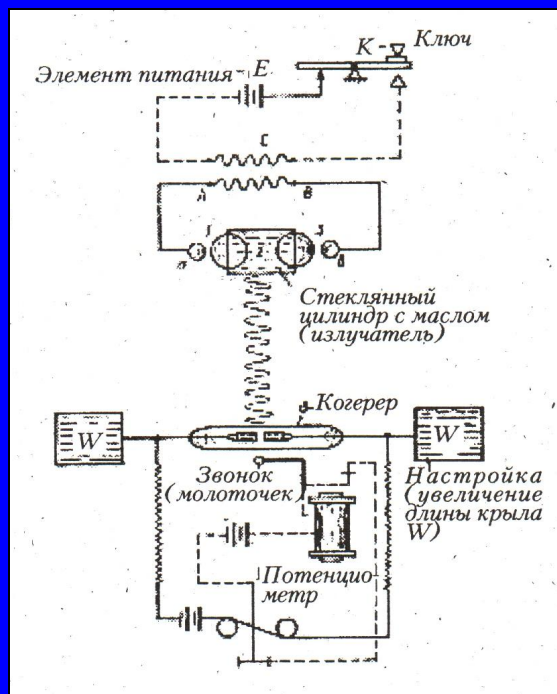 K
Ключ
Элемент питания
E
C
A
B
1
2
3
a
Стеклянный
цилиндр с маслом
(излучатель)
Когерер
W
W
Звонок
(молоточек)
Настройка
(увеличение
длины крыла
W)
Потенцио-
метр